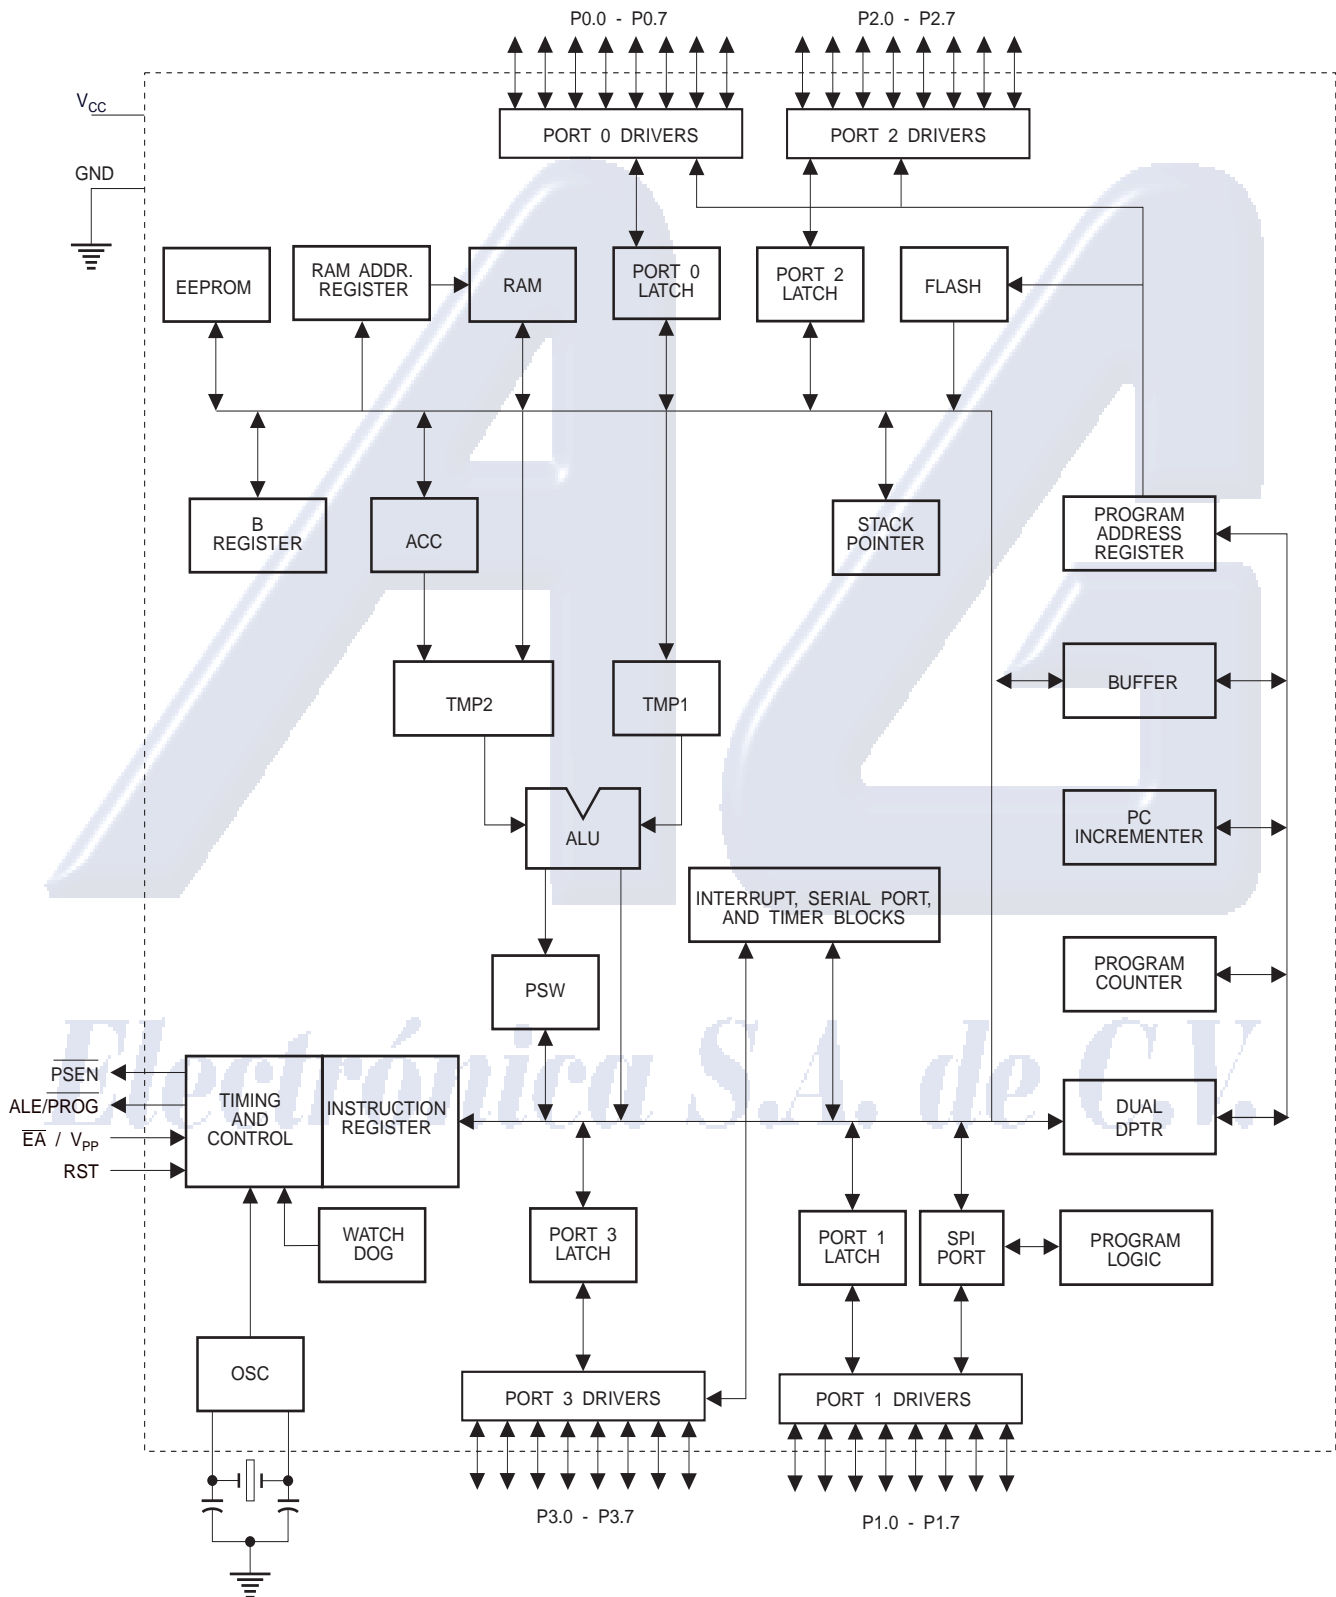 P0.0 - P0.7
P2.0 - P2.7
VCC
PORT 0 DRIVERS
PORT 2 DRIVERS
GND
EEPROM
RAM ADDR.
REGISTER
RAM
PORT 0
LATCH
PORT 2
LATCH
FLASH
B
REGISTER
ACC
STACK
POINTER
PROGRAM
ADDRESS
REGISTER
TMP2
TMP1
BUFFER
ALU
PC
INCREMENTER
INTERRUPT, SERIAL PORT,
AND TIMER BLOCKS
PSW
PROGRAM
COUNTER
Electrónica S.A. de C.V.
PSEN
ALE/PROG
EA / VPP
RST
TIMING
AND
CONTROL
INSTRUCTION
REGISTER
DUAL
DPTR
WATCH
DOG
PORT 3
LATCH
PORT 1
LATCH
SPI
PORT
PROGRAM
LOGIC
OSC
PORT 3 DRIVERS
PORT 1 DRIVERS
P3.0 - P3.7
P1.0 - P1.7